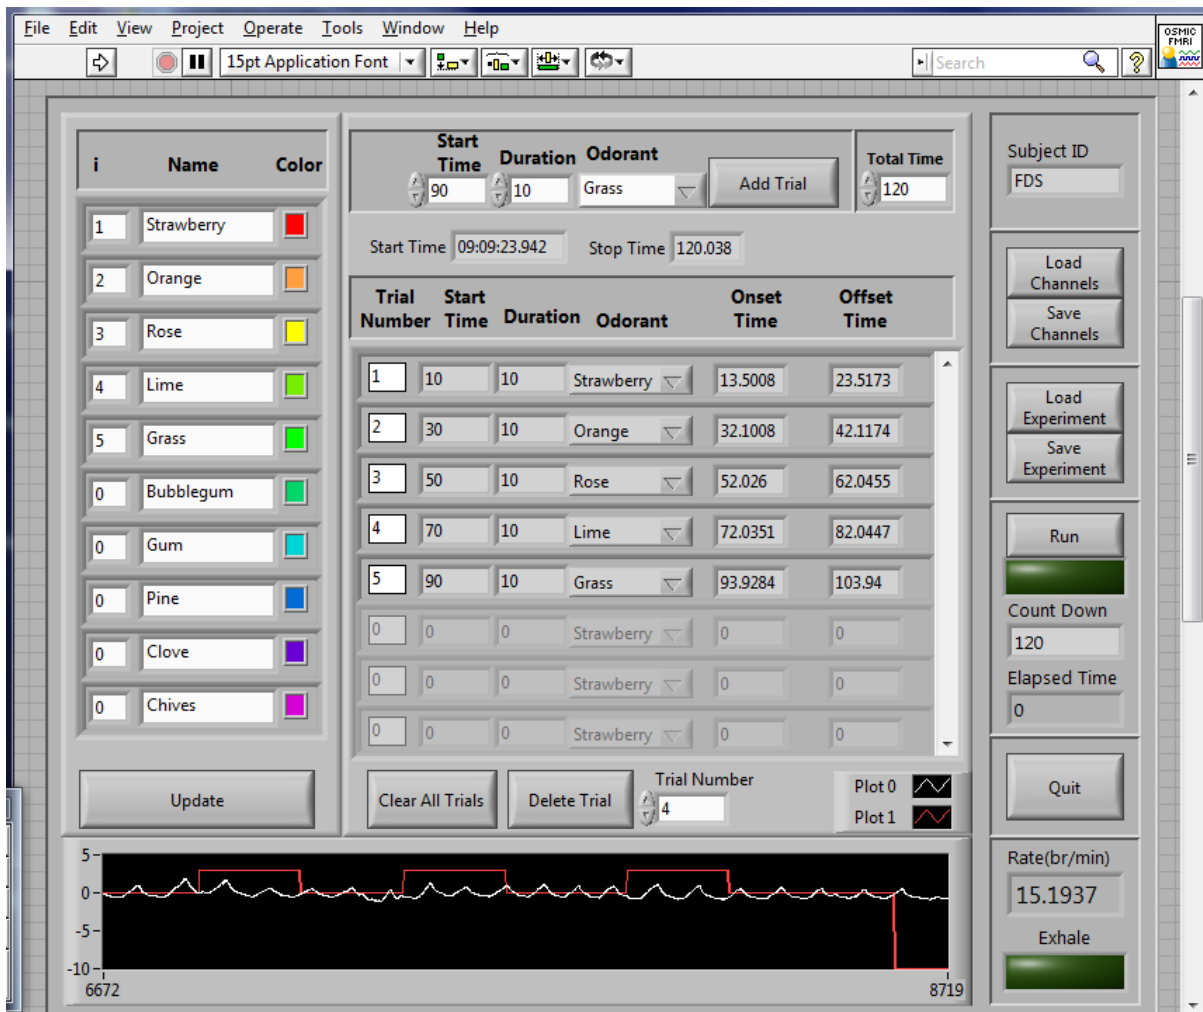 File Edit View Project Operate Tools Window Help
OSMIC
FMRI
15pt Application Font
Search
?
i Name Color
1 Strawberry
2 Orange
3 Rose
4 Lime
5 Grass
0 Bubblegum
0 Gum
0 Pine
0 Clove
0 Chives
Update
Start Time Duration Odorant
90 10 Grass Add Trial
Total Time
120
Start Time 09:09:23.942 Stop Time 120.038
Trial Number Start Time Duration Odorant Onset Time Offset Time
1 10 10 Strawberry 13.5008 23.5173
2 30 10 Orange 32.1008 42.1174
3 50 10 Rose 52.026 62.0455
4 70 10 Lime 72.0351 82.0447
5 90 10 Grass 93.9284 103.94
0 0 0 Strawberry 0 0
0 0 0 Strawberry 0 0
0 0 0 Strawberry 0 0
Clear All Trials Delete Trial Trial Number
4
Plot 0
Plot 1
5
0
-5
-10
6672 8719
Subject ID
FDS
Load
Channels
Save
Channels
Load
Experiment
Save
Experiment
Run
Count Down
120
Elapsed Time
0
Quit
Rate(br/min)
15.1937
Exhale